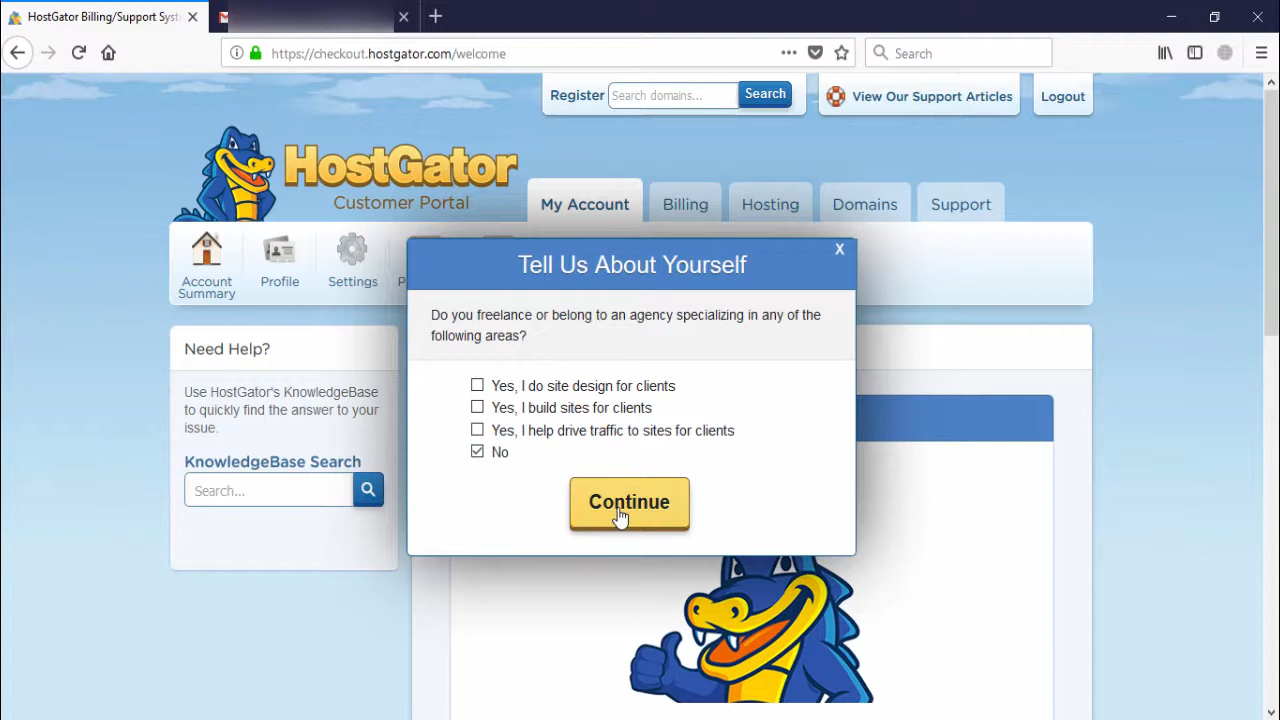 HostGator Billing/Support Syst
https://checkout.hostgator.com/welcome
Search
Register
Search domains...
Search
View Our Support Articles
Logout
HostGator
Customer Portal
My Account
Billing
Hosting
Domains
Support
Account
Summary
Profile
Settings
P
Tell Us About Yourself
X
Do you freelance or belong to an agency specializing in any of the
following areas?
Yes, I do site design for clients
Yes, I build sites for clients
Yes, I help drive traffic to sites for clients
No
Continue
Need Help?
Use HostGator's KnowledgeBase
to quickly find the answer to your
issue.
KnowledgeBase Search
Search...